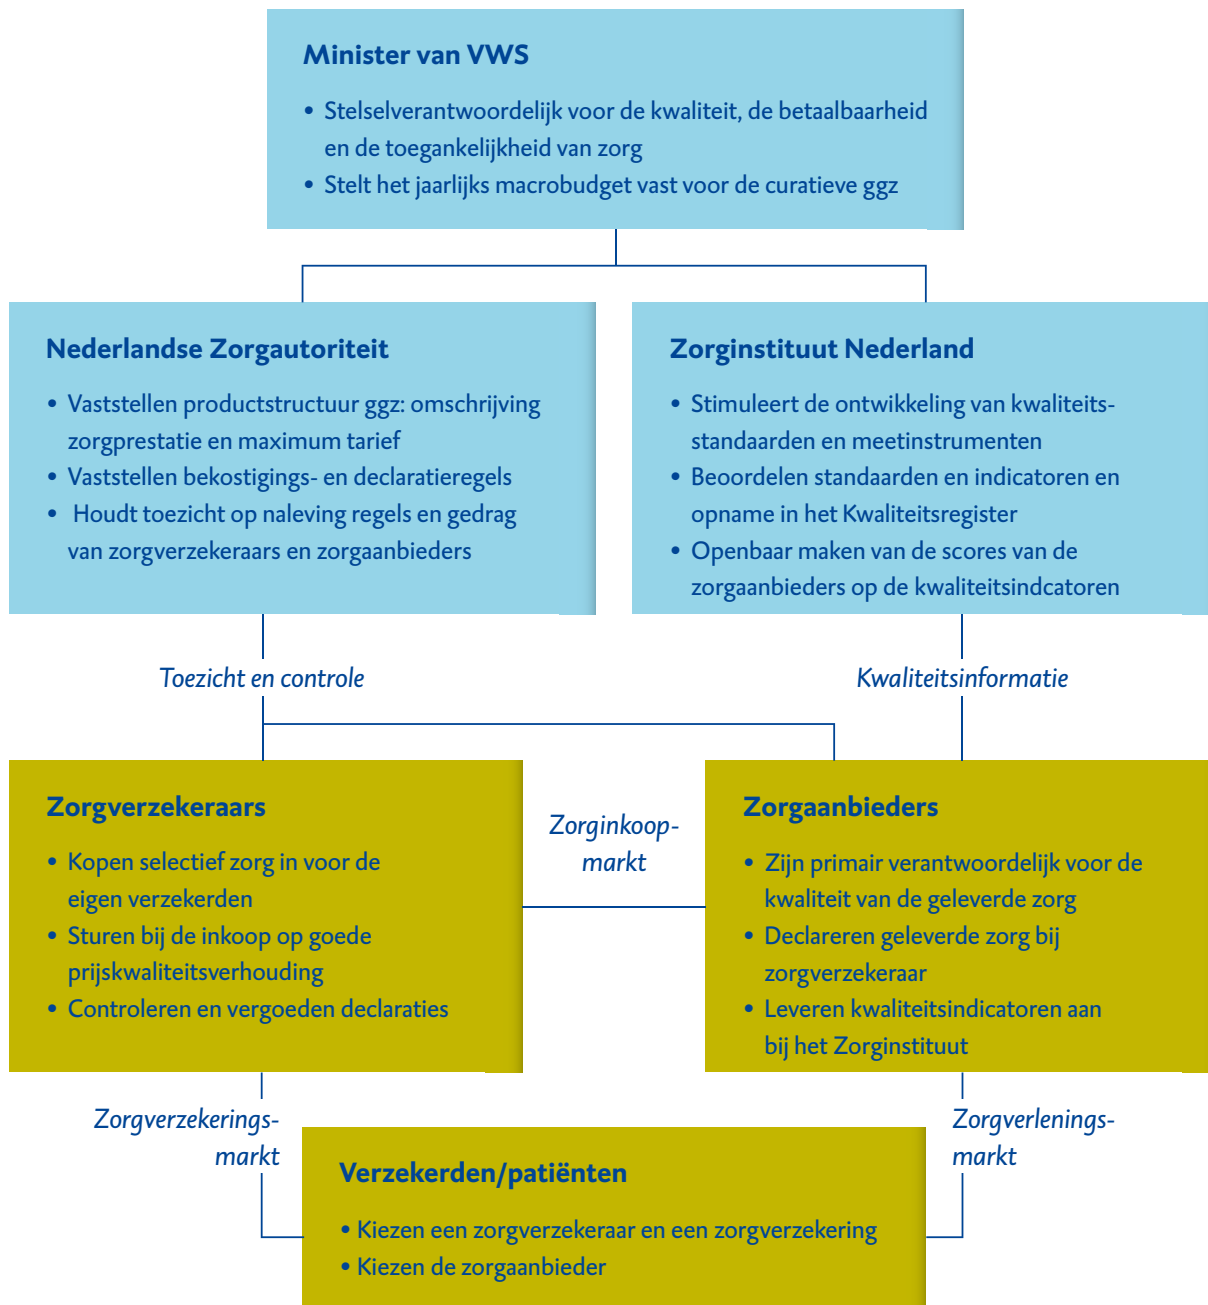 Minister van VWS
• Stelselverantwoordelijk voor de kwaliteit, de betaalbaarheid
en de toegankelijkheid van zorg
• Stelt het jaarlijks macrobudget vast voor de curatieve ggz
Nederlandse Zorgautoriteit
• Vaststellen productstructuur ggz: omschrijving
zorgprestatie en maximum tarief
• Vaststellen bekostigings- en declaratieregels
• Houdt toezicht op naleving regels en gedrag
van zorgverzekeraars en zorgaanbieders
Zorginstituut Nederland
• Stimuleert de ontwikkeling van kwaliteits-
standaarden en meetinstrumenten
• Beoordelen standaarden en indicatoren en
opname in het Kwaliteitsregister
• Openbaar maken van de scores van de
zorgaanbieders op de kwaliteitsindcatoren
Toezicht en controle
Kwaliteitsinformatie
Zorgverzekeraars
• Kopen selectief zorg in voor de
eigen verzekerden
• Sturen bij de inkoop op goede
prijskwaliteitsverhouding
• Controleren en vergoeden declaraties
Zorginkoop-
markt
Zorgaanbieders
• Zijn primair verantwoordelijk voor de
kwaliteit van de geleverde zorg
• Declareren geleverde zorg bij
zorgverzekeraar
• Leveren kwaliteitsindicatoren aan
bij het Zorginstituut
Zorgverzekerings-
markt
Zorgverlenings-
markt
Verzekerden/patiënten
• Kiezen een zorgverzekeraar en een zorgverzekering
• Kiezen de zorgaanbieder